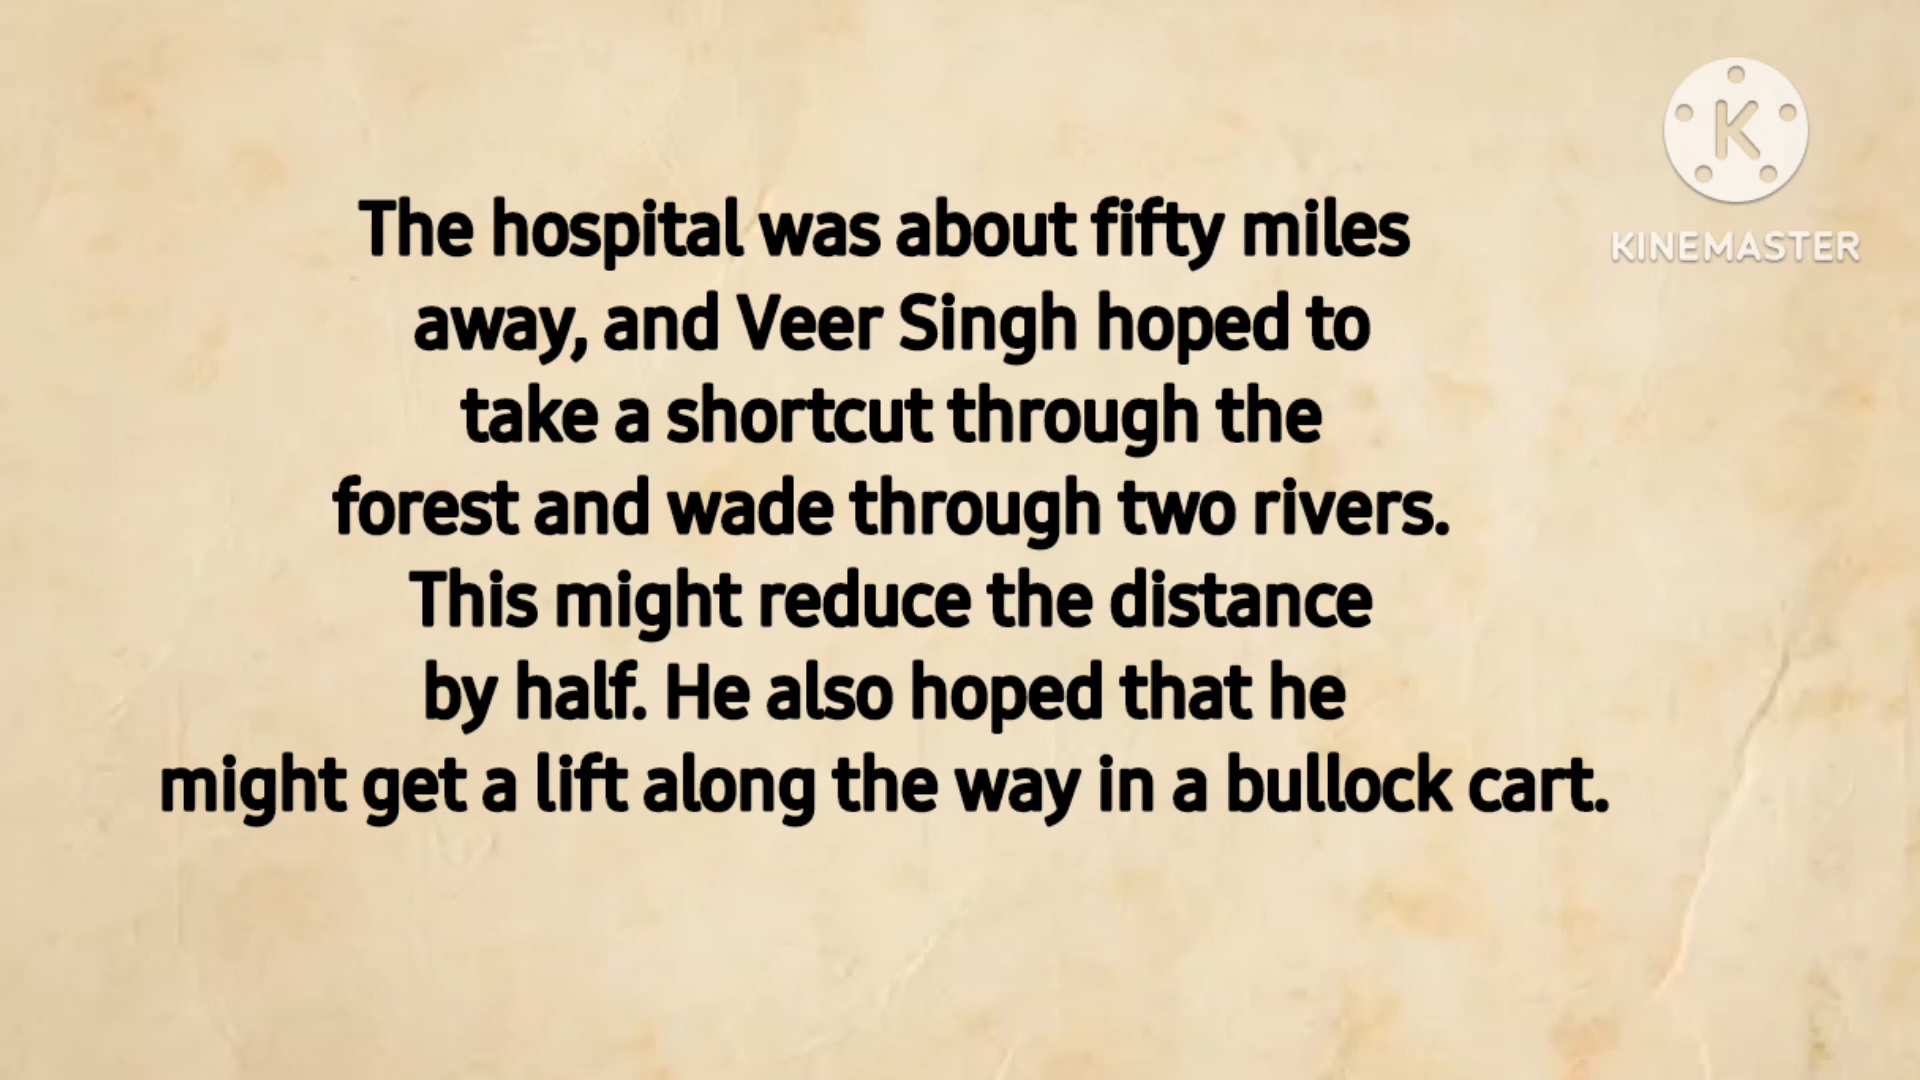 KINEMASTER
The hospital was about fifty miles
away, and Veer Singh hoped to
take a shortcut through the
forest and wade through two rivers.
This might reduce the distance
by half. He also hoped that he
might get a lift along the way in a bullock cart.